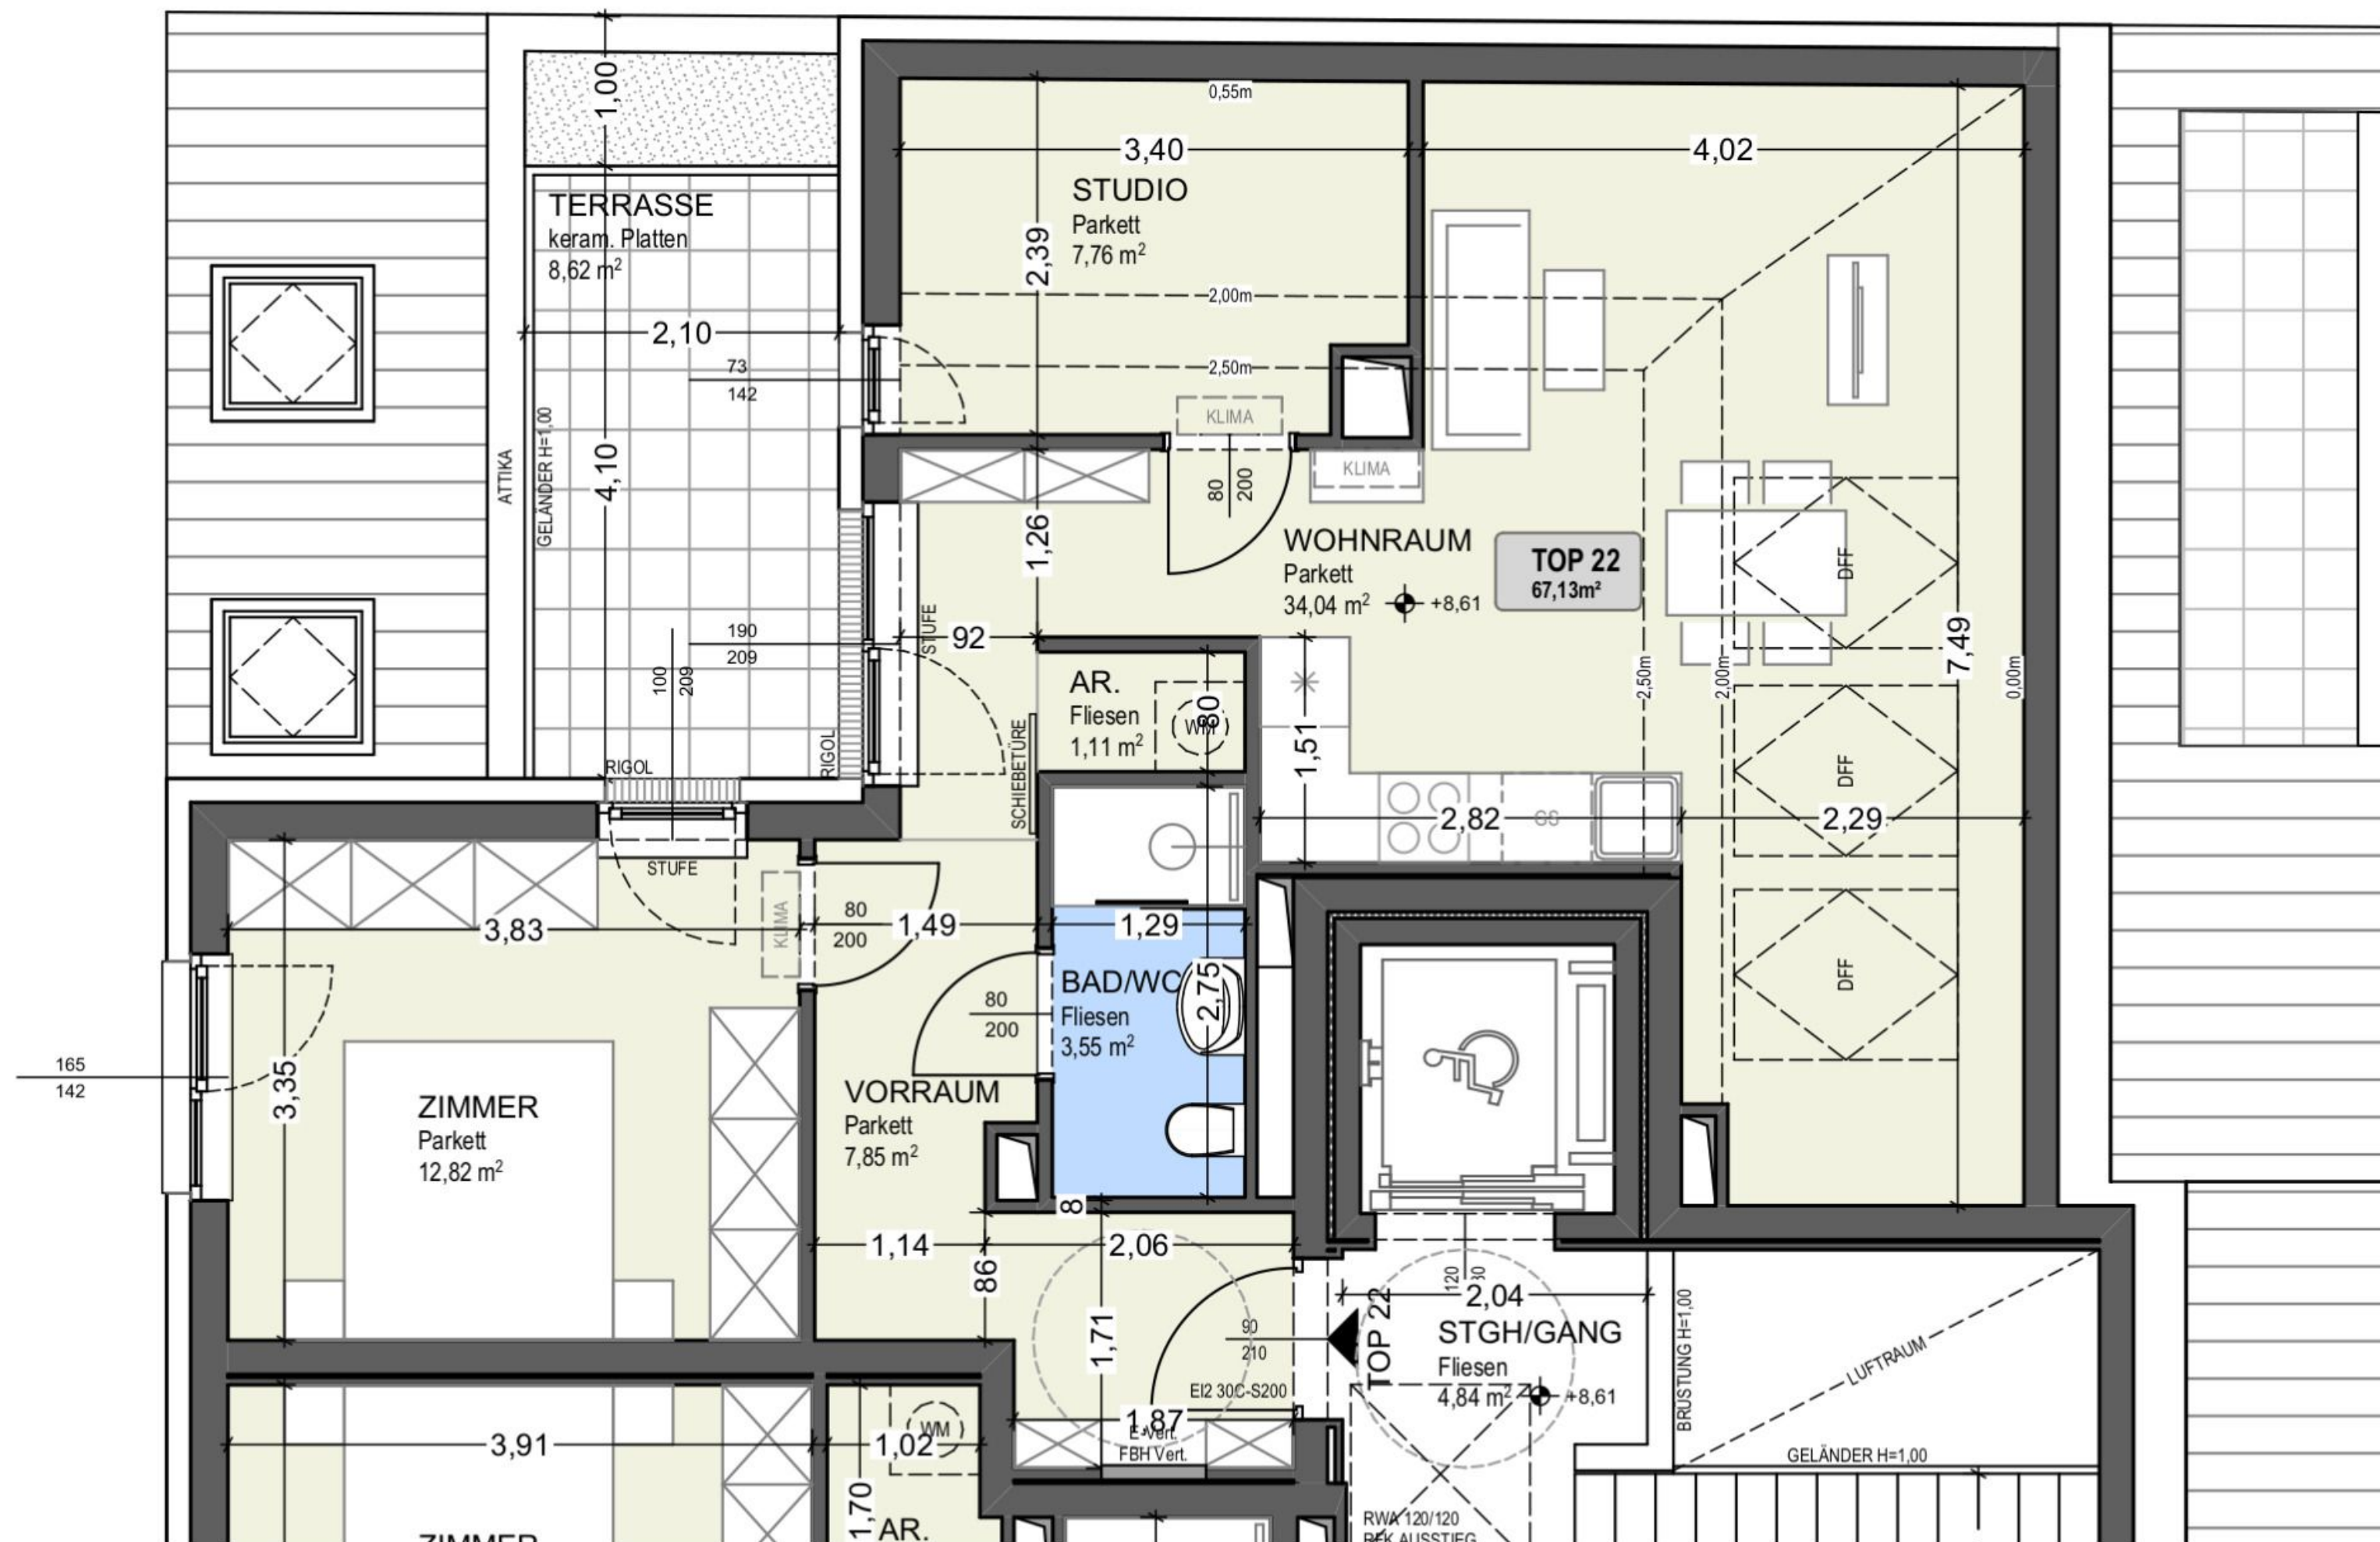 1,00
0,55m
3,40
4,02
STUDIO
Parkett
7,76 m²
2,39
TERRASSE
keram. Platten
8,62 m²
2,00m
2,10
73
142
2,50m
KLIMA
KLIMA
80
200
ATTIKA
GELÄNDER H=1,00
4,10
1,26
WOHNRAUM
Parkett
34,04 m²
+8,61
TOP 22
67,13m²
DFF
190
209
100
209
STUFE
92
AR.
Fliesen
1,11 m²
WM
80
2,50m
2,00m
7,49
0,00m
RIGOL
RIGOL
SCHIEBETÜRE
1,51
DFF
2,82
GS
2,29
STUFE
3,83
KLIMA
80
200
1,49
1,29
BAD/WC
Fliesen
3,55 m²
2,75
80
200
DFF
165
142
3,35
ZIMMER
Parkett
12,82 m²
VORRAUM
Parkett
7,85 m²
8
1,14
2,06
86
1,71
90
210
EI2 30C-S200
TOP 22
120
2,04
STGH/GANG
Fliesen
4,84 m²
+8,61
BRÜSTUNG H=1,00
LUFTRAUM
GELÄNDER H=1,00
1,87
E-Vert.
FBH Vert.
3,91
1,02
WM
1,70
AR.
ZIMMER
RWA 120/120
RFK AUSSTIEG